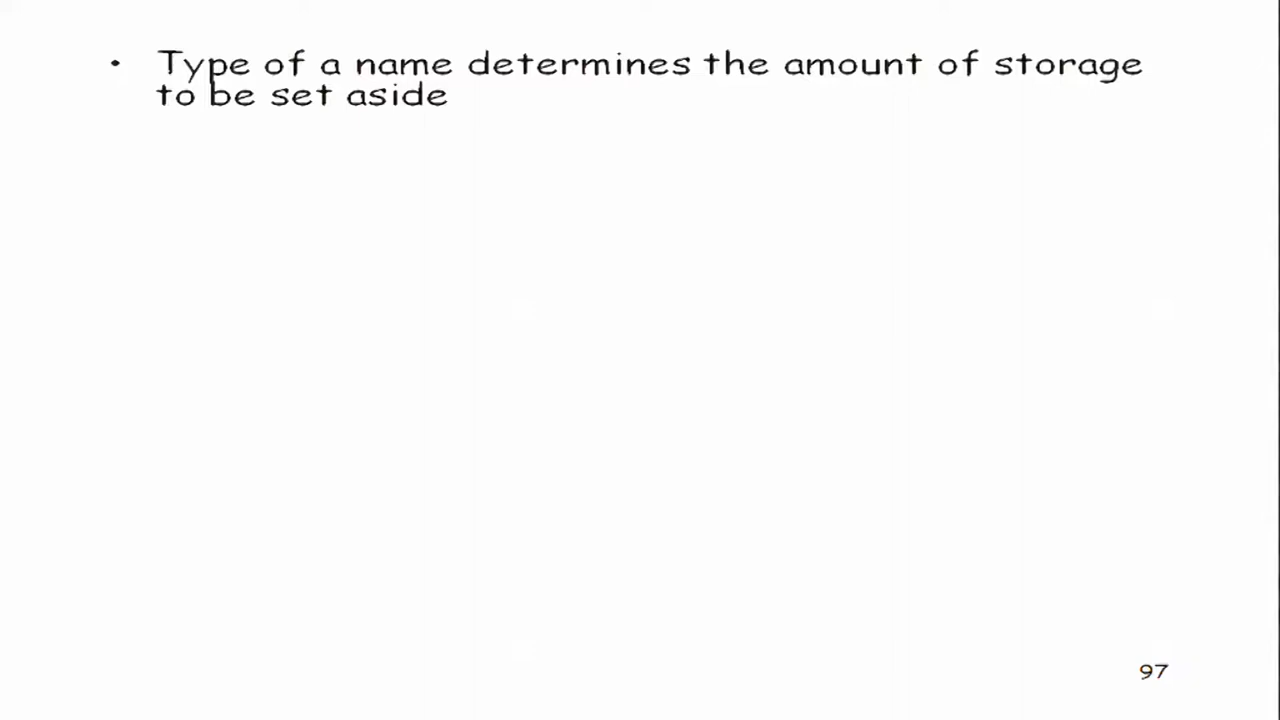 • Type of a name determines the amount of storage
to be set aside
97